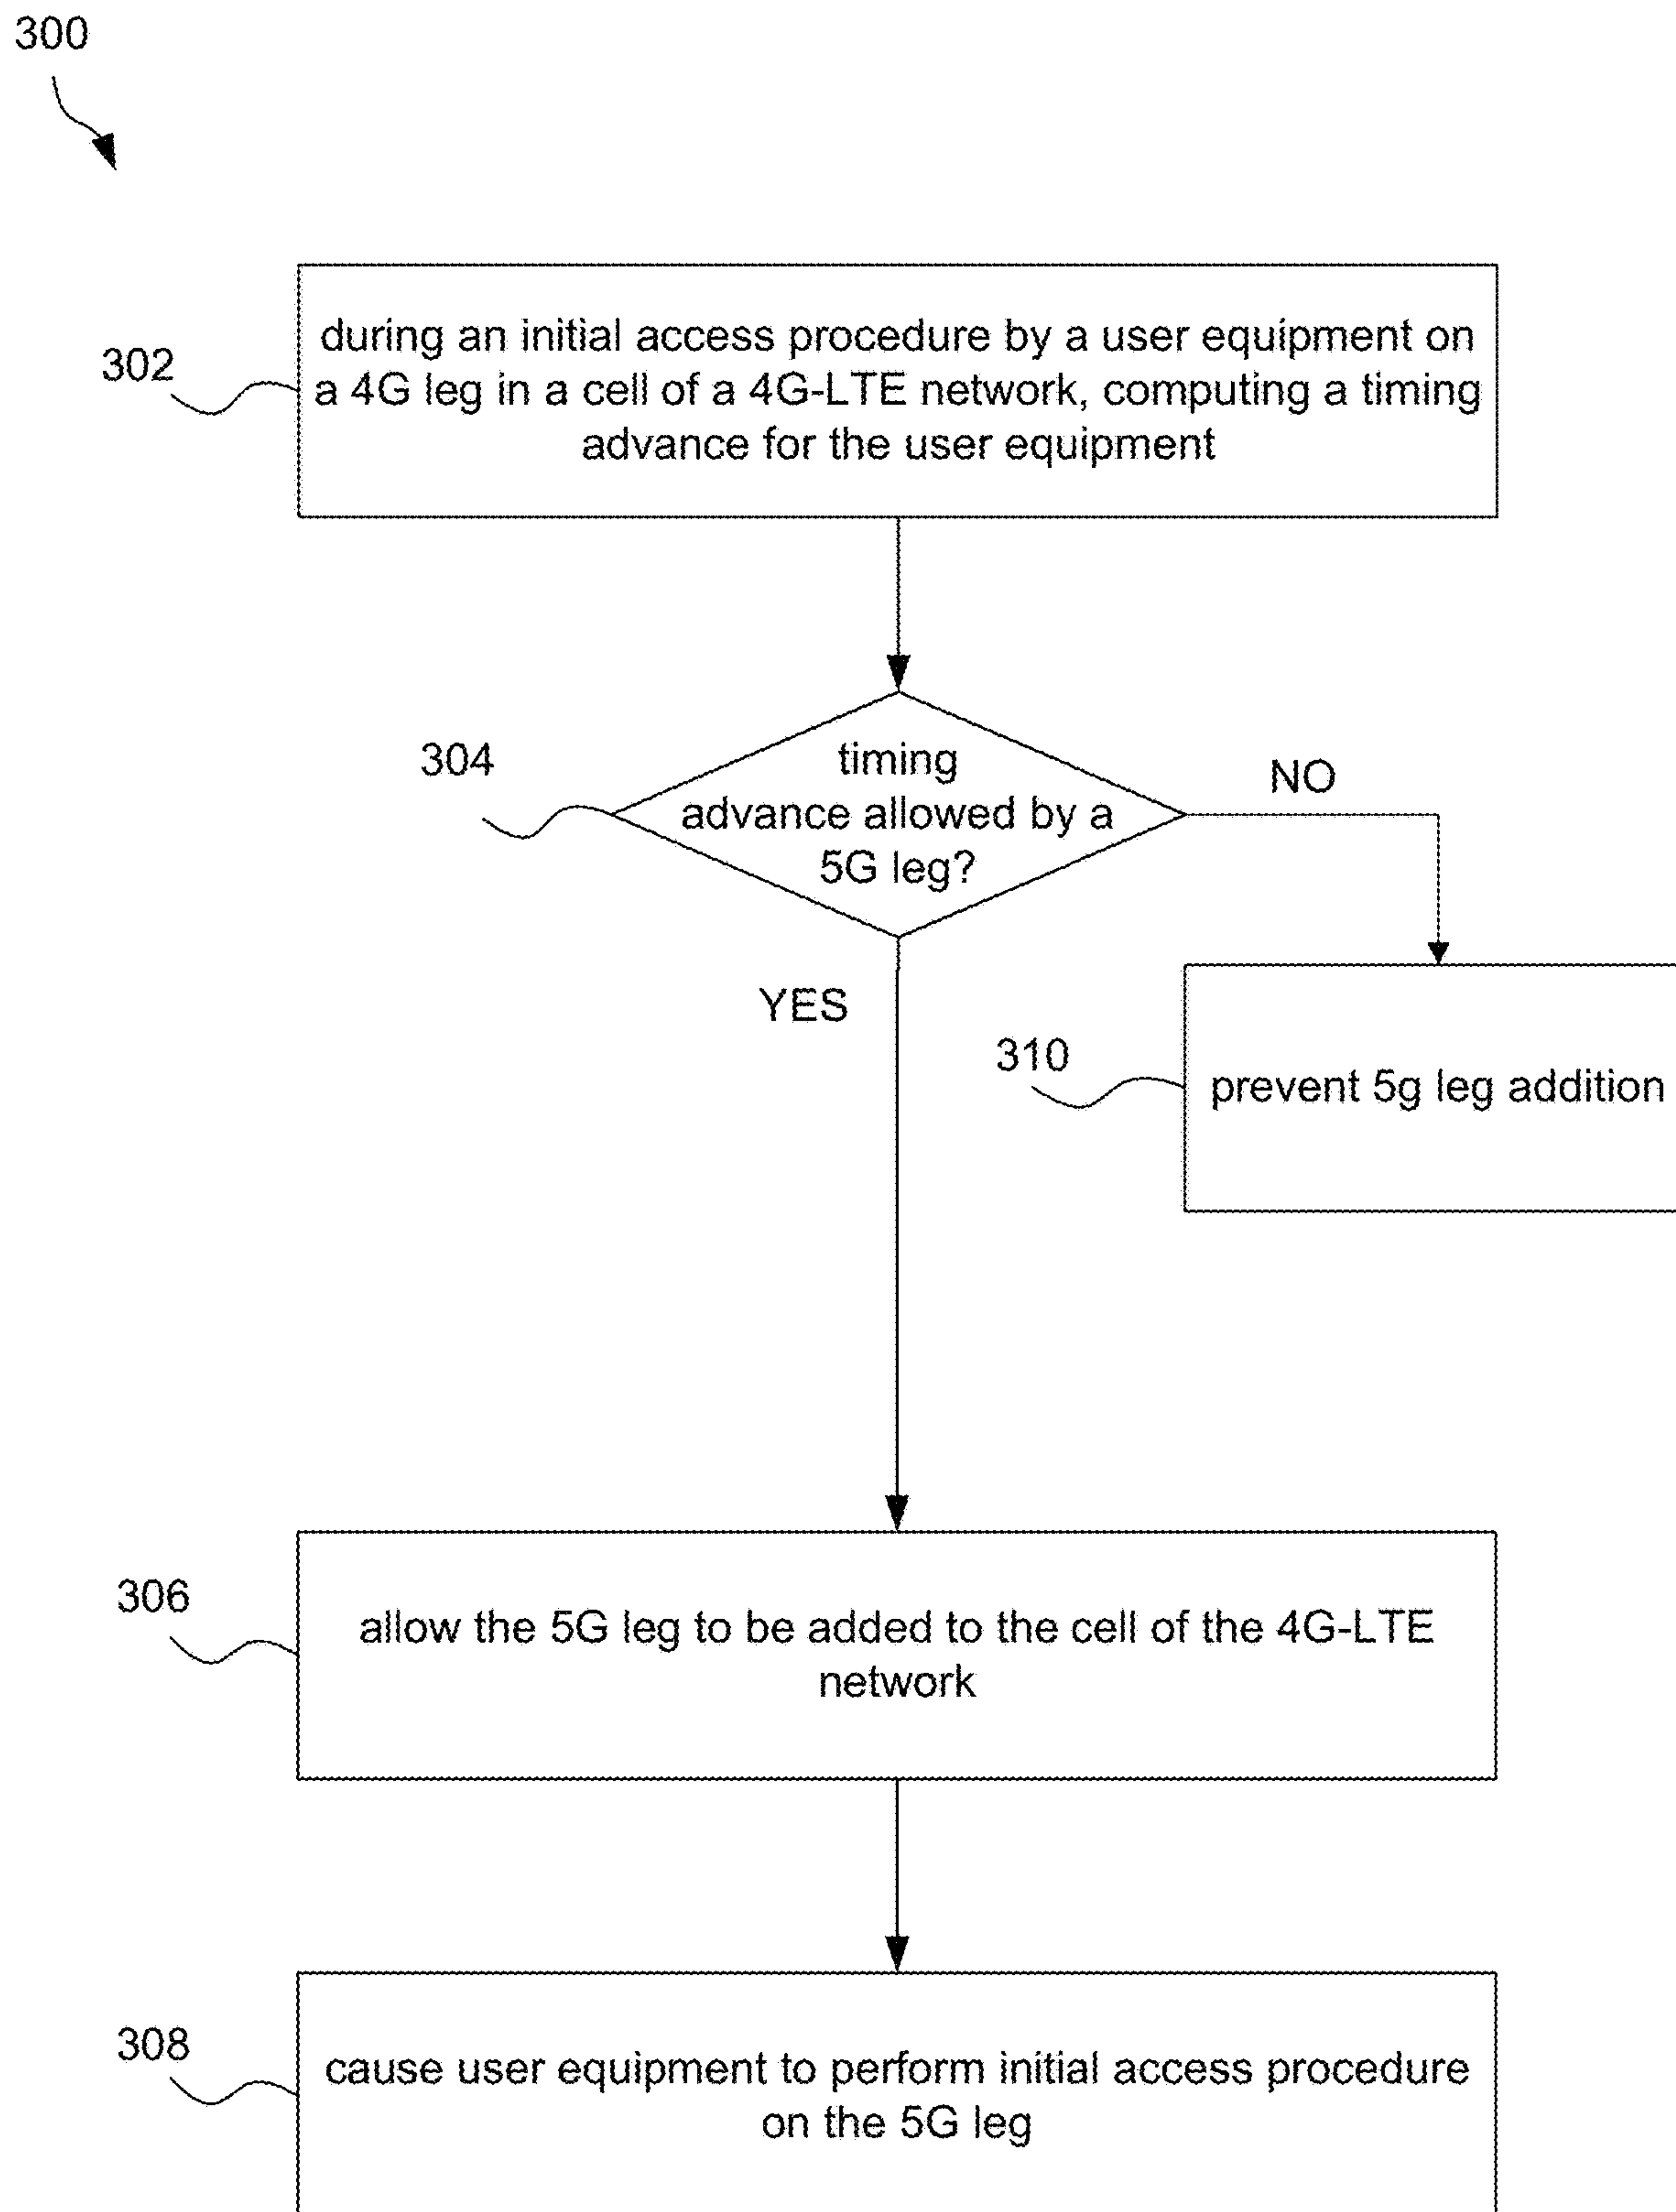 300
302
during an initial access procedure by a user equipment on
a 4G leg in a cell of a 4G-LTE network, computing a timing
advance for the user equipment
304
timing
advance allowed by a
5G leg?
NO
YES
310
prevent 5g leg addition
306
allow the 5G leg to be added to the cell of the 4G-LTE
network
308
cause user equipment to perform initial access procedure
on the 5G leg